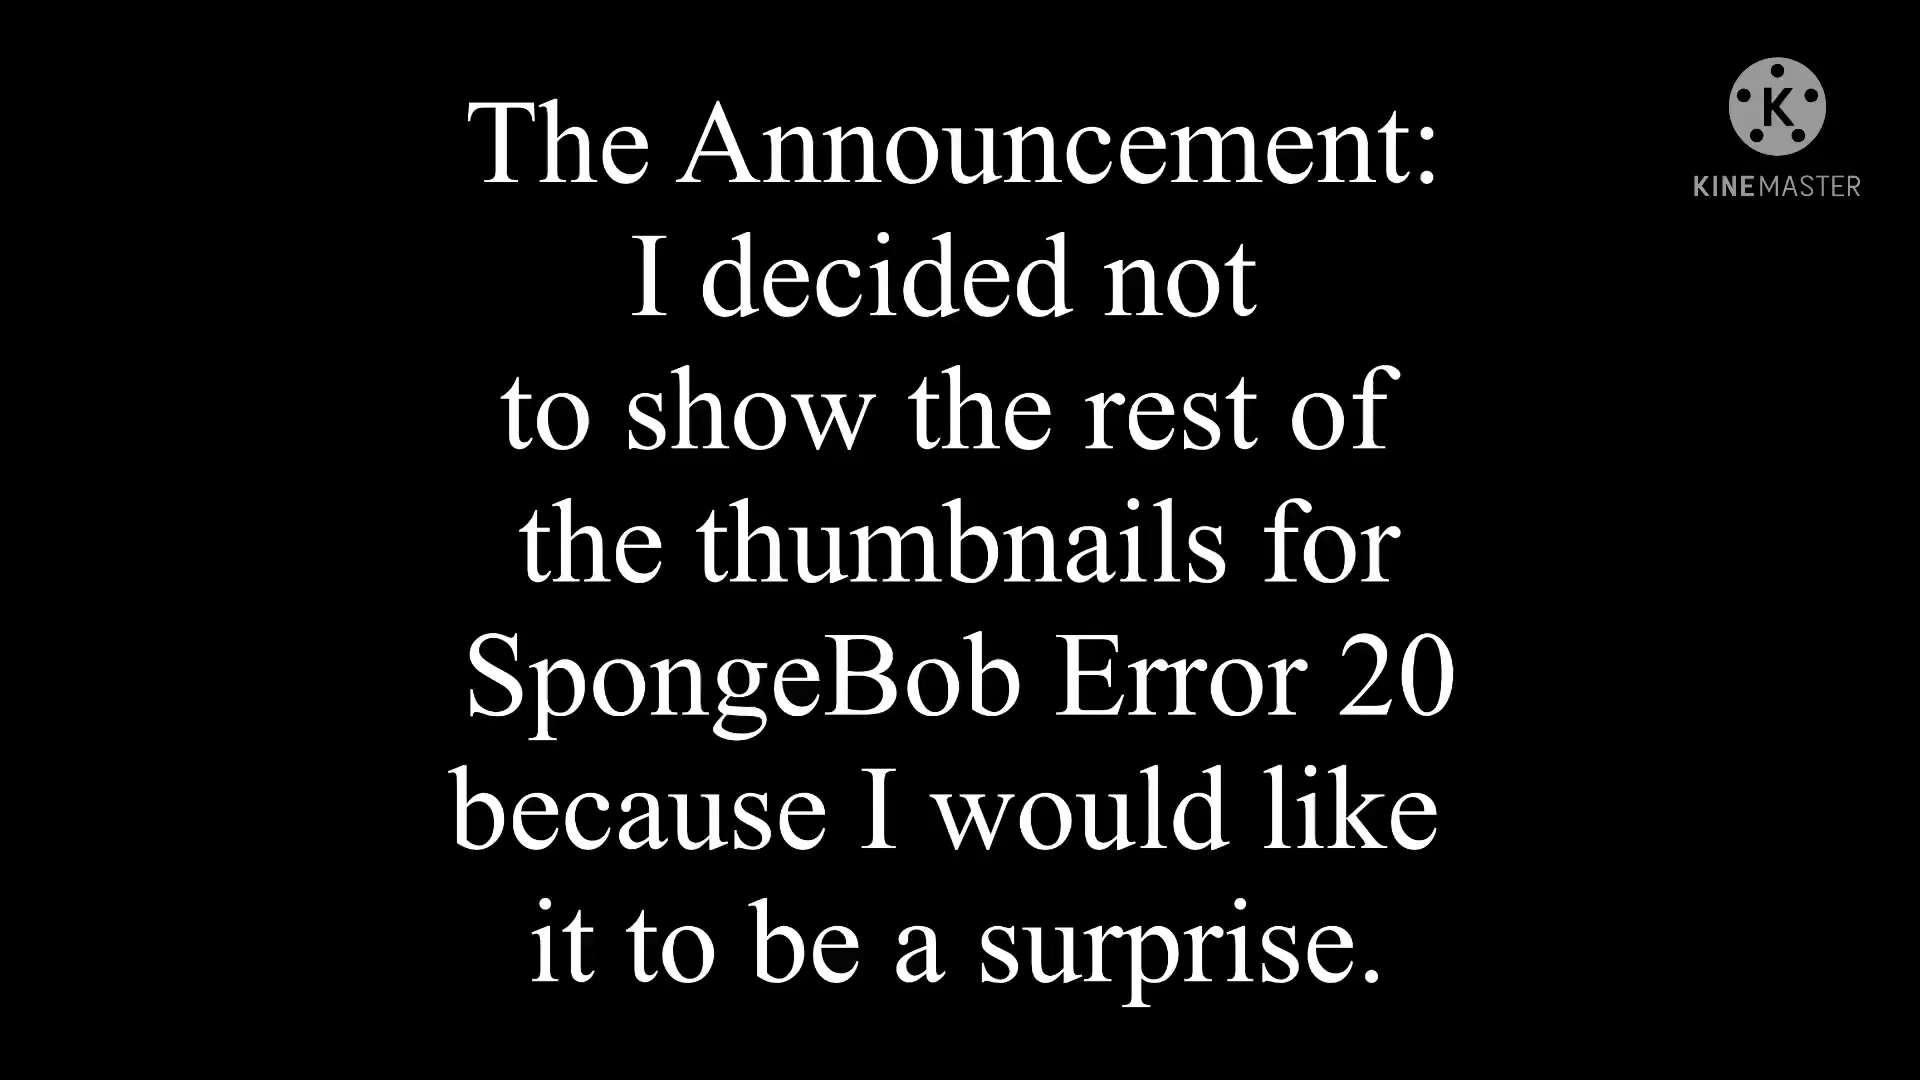 The Announcement:
I decided not
to show the rest of
the thumbnails for
SpongeBob Error 20
because I would like
it to be a surprise.
K
KINEMASTER